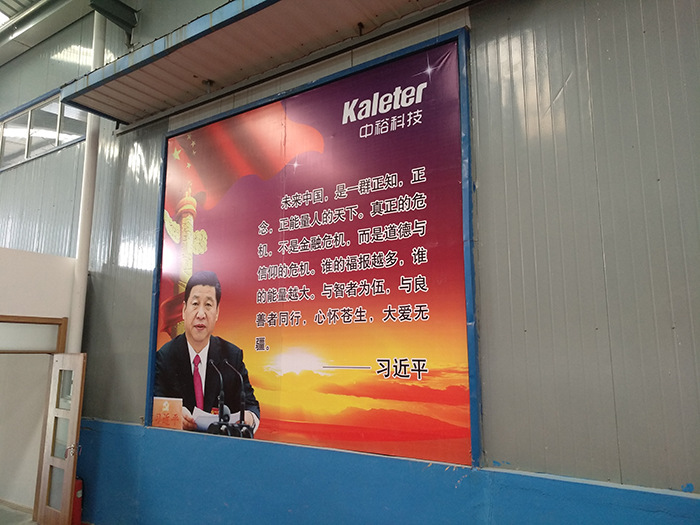 Kaleter
中裕科技
未来中国，是一群正知，正
念，正能量人的天下。真正的危
机，不是金融危机，而是道德与
信仰的危机。谁的福报越多，谁
的能量越大。与智者为伍，与良
善者同行，心怀苍生，大爱无
疆。
——习近平